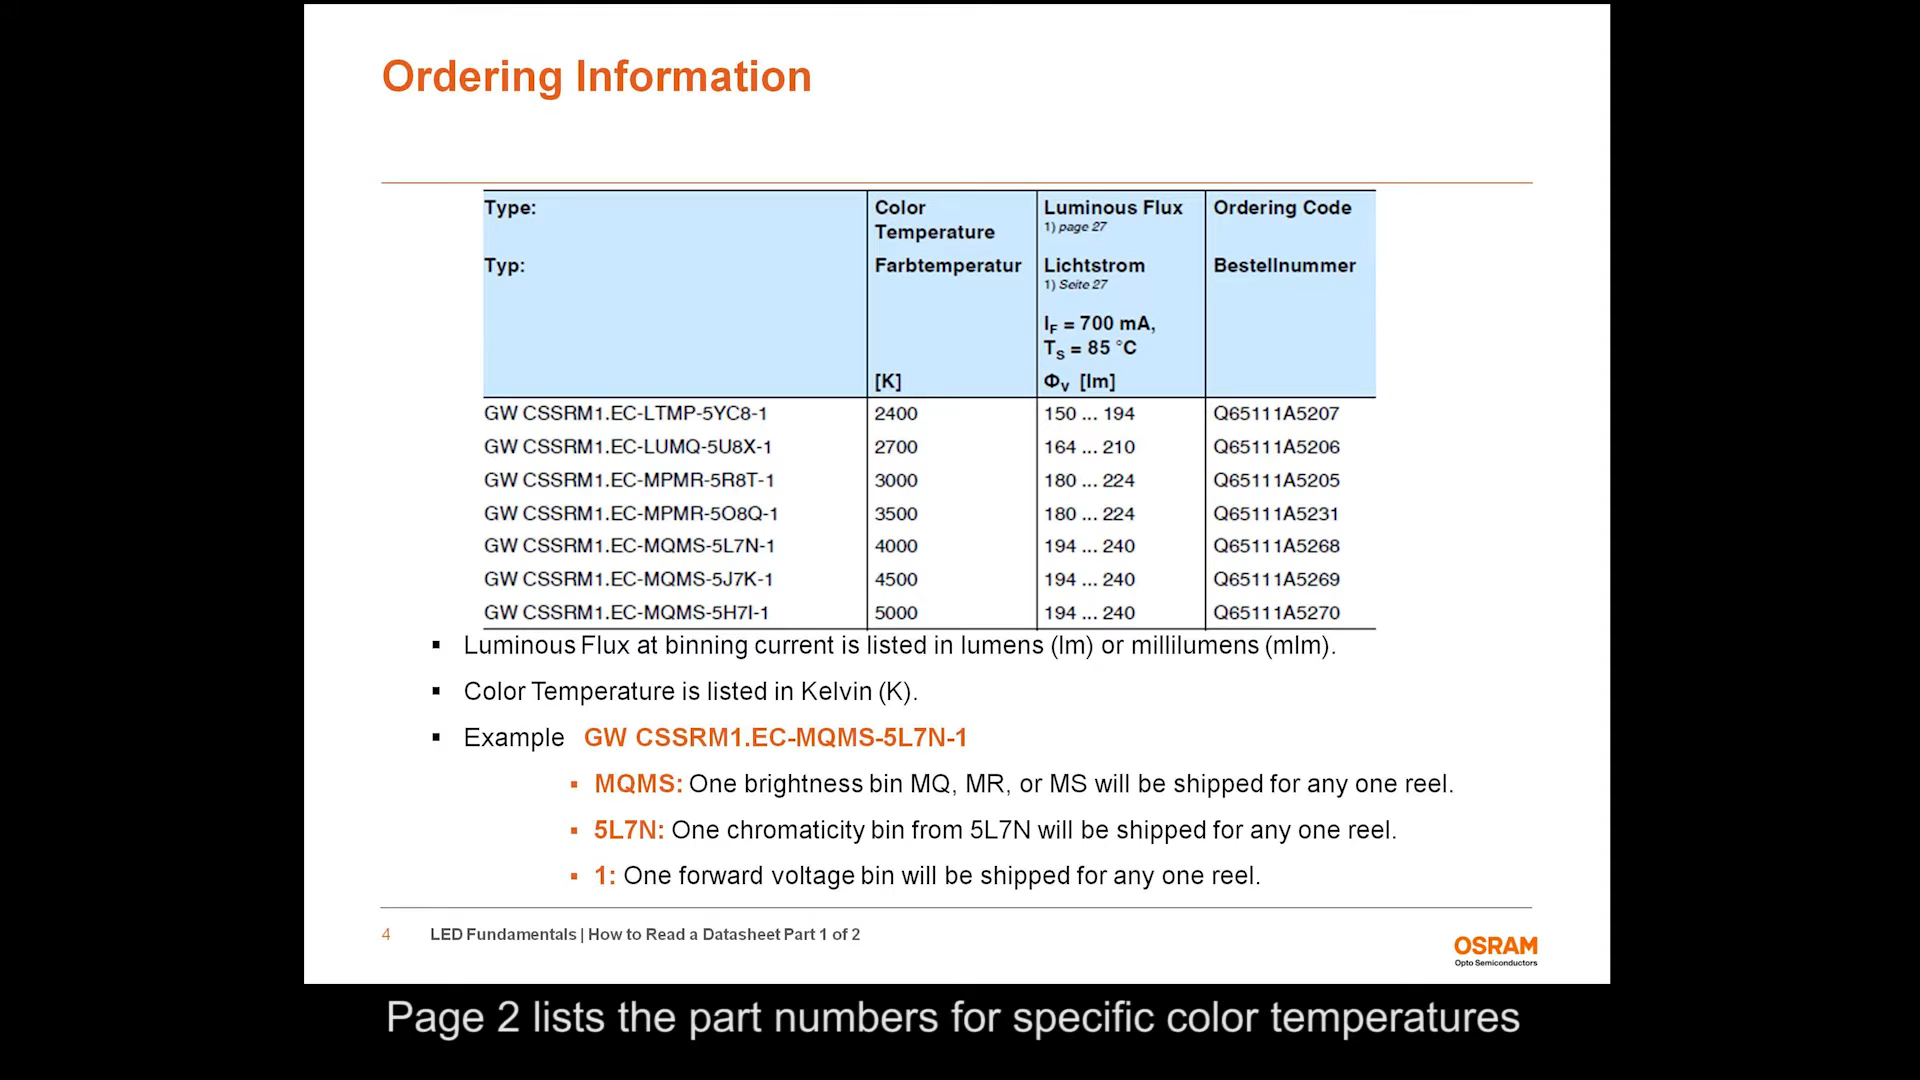 Ordering Information
Type: Color Temperature Luminous Flux Ordering Code
1) page 27
Typ: Farbtemperatur Lichtstrom Bestellnummer
1) Seite 27
IF = 700 mA,
TS = 85 °C
[K] ΦV [lm]
GW CSSRM1.EC-LTMP-5YC8-1 2400 150 ... 194 Q65111A5207
GW CSSRM1.EC-LUMQ-5U8X-1 2700 164 ... 210 Q65111A5206
GW CSSRM1.EC-MPMR-5R8T-1 3000 180 ... 224 Q65111A5205
GW CSSRM1.EC-MPMR-5O8Q-1 3500 180 ... 224 Q65111A5231
GW CSSRM1.EC-MQMS-5L7N-1 4000 194 ... 240 Q65111A5268
GW CSSRM1.EC-MQMS-5J7K-1 4500 194 ... 240 Q65111A5269
GW CSSRM1.EC-MQMS-5H7I-1 5000 194 ... 240 Q65111A5270
▪ Luminous Flux at binning current is listed in lumens (lm) or millilumens (mlm).
▪ Color Temperature is listed in Kelvin (K).
▪ Example GW CSSRM1.EC-MQMS-5L7N-1
▪ MQMS: One brightness bin MQ, MR, or MS will be shipped for any one reel.
▪ 5L7N: One chromaticity bin from 5L7N will be shipped for any one reel.
▪ 1: One forward voltage bin will be shipped for any one reel.
4 LED Fundamentals | How to Read a Datasheet Part 1 of 2
OSRAM
Opto Semiconductors
Page 2 lists the part numbers for specific color temperatures